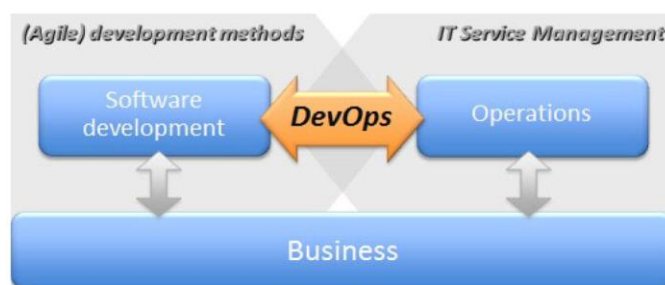 (Agile) development methods
IT Service Management
Software
development
DevOps
Operations
Business